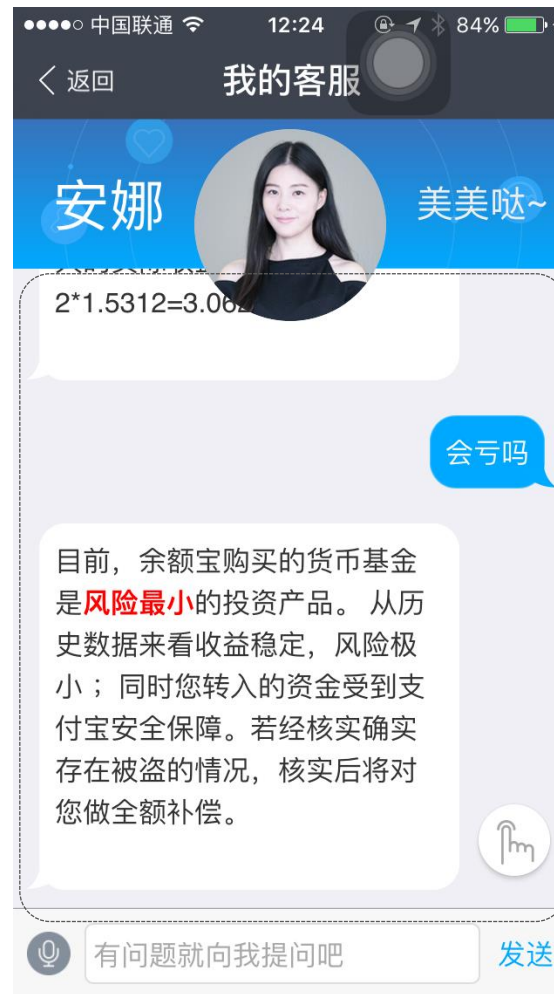 中国联通 12:24 84%
返回 我的客服
安娜 美美哒~
2*1.5312=3.06
会亏吗
目前，余额宝购买的货币基金
是风险最小的投资产品。 从历
史数据来看收益稳定，风险极
小 ；同时您转入的资金受到支
付宝安全保障。若经核实确实
存在被盗的情况，核实后将对
您做全额补偿。
有问题就向我提问吧 发送